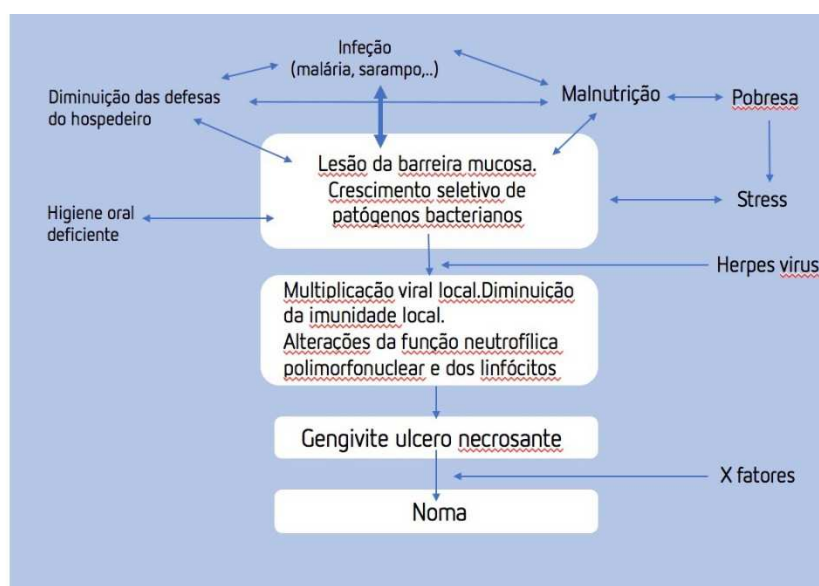 Infeção
(malária, sarampo,..)
Diminuição das defesas
do hospedeiro
Malnutrição
Pobresa
Lesão da barreira mucosa.
Crescimento seletivo de
patógenos bacterianos
Stress
Higiene oral
deficiente
Herpes virus
Multiplicação viral local.Diminuição
da imunidade local.
Alterações da função neutrofílica
polimorfonuclear e dos linfócitos
Gengivite ulcero necrosante
X fatores
Noma